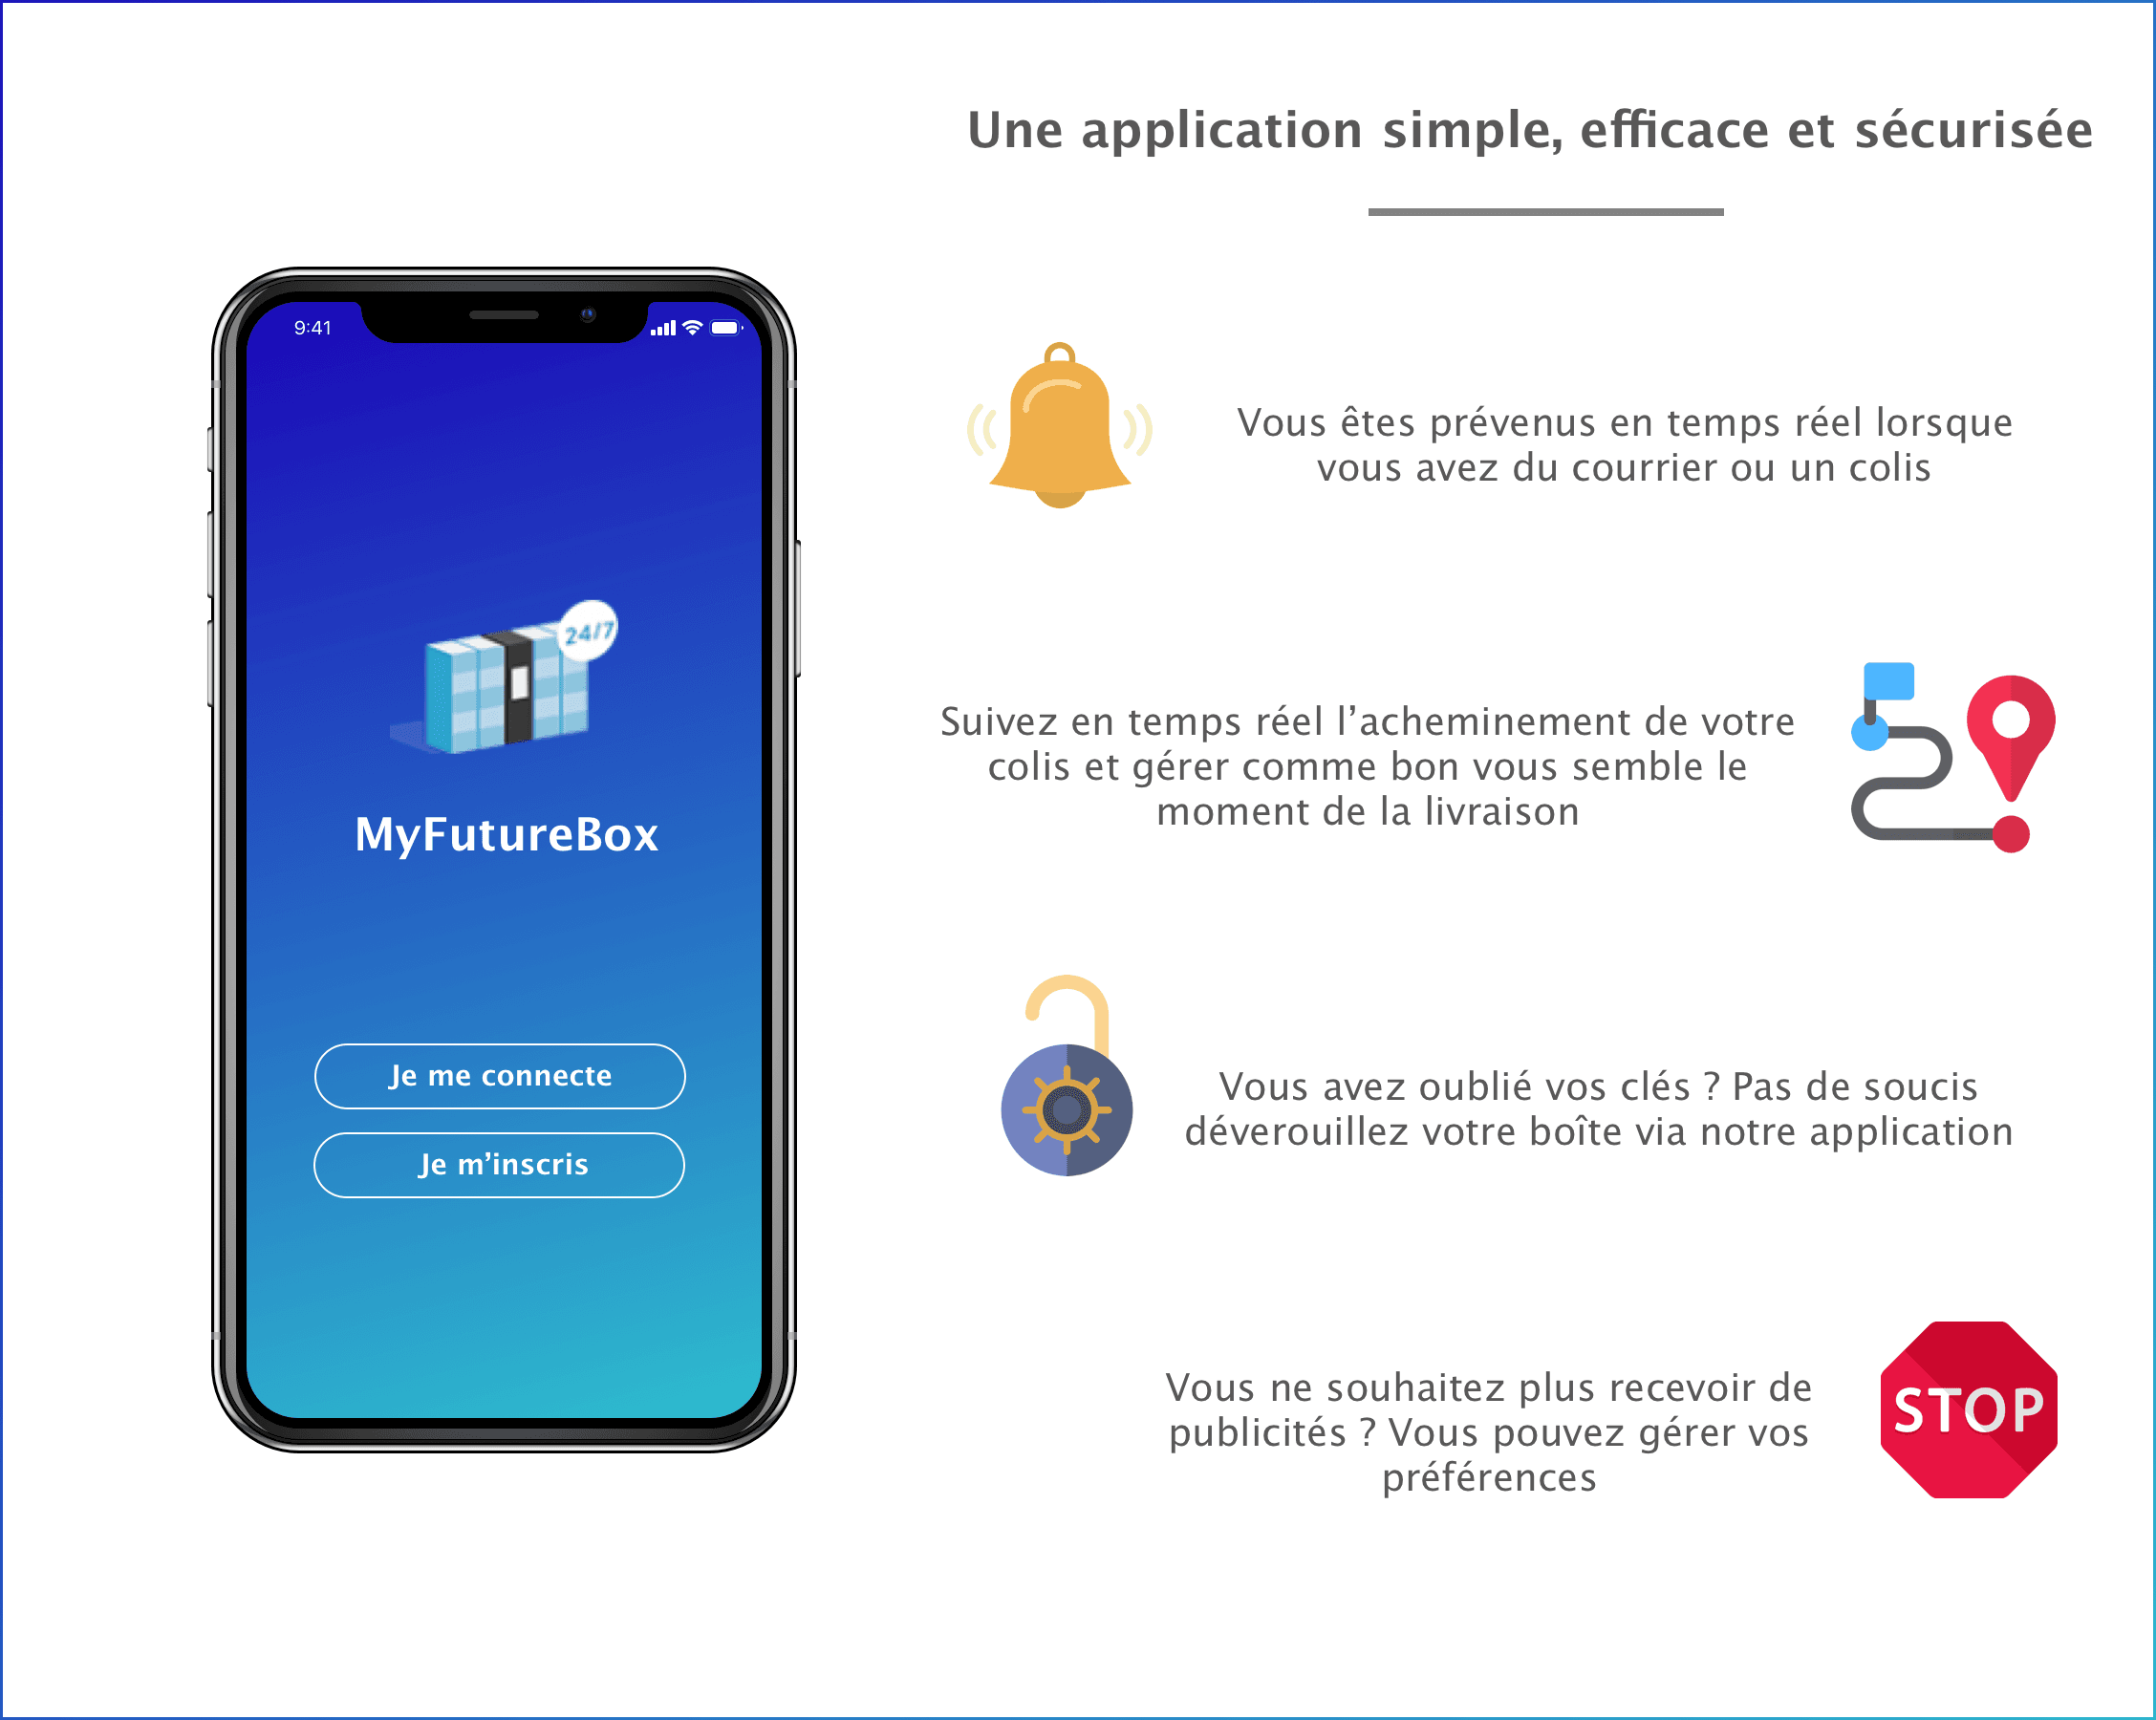 Une application simple, efficace et sécurisée
9:41
24/7
MyFutureBox
Je me connecte
Je m’inscris
Vous êtes prévenus en temps réel lorsque
vous avez du courrier ou un colis
Suivez en temps réel l’acheminement de votre
colis et gérer comme bon vous semble le
moment de la livraison
Vous avez oublié vos clés ? Pas de soucis
déverouillez votre boîte via notre application
Vous ne souhaitez plus recevoir de
publicités ? Vous pouvez gérer vos
préférences
STOP